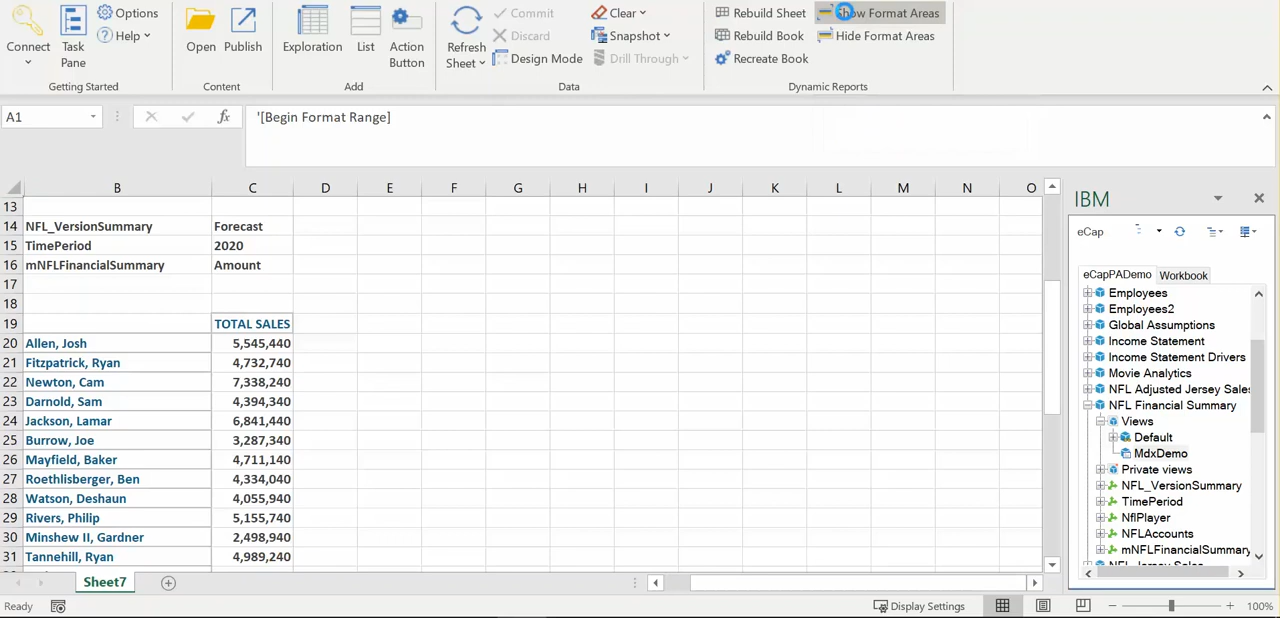 Connect
Task
Pane
Options
Help
Getting Started
Open
Publish
Content
Exploration
List
Action
Button
Add
Refresh
Sheet
Commit
Discard
Design Mode
Clear
Snapshot
Drill Through
Data
Rebuild Sheet
Rebuild Book
Recreate Book
Format Areas
Hide Format Areas
Dynamic Reports
A1
fx
'[Begin Format Range]
B C D E F G H I J K L M N O
13
14 NFL_VersionSummary Forecast
15 TimePeriod 2020
16 mNFLFinancialSummary Amount
17
18
19 TOTAL SALES
20 Allen, Josh 5,545,440
21 Fitzpatrick, Ryan 4,732,740
22 Newton, Cam 7,338,240
23 Darnold, Sam 4,394,340
24 Jackson, Lamar 6,841,440
25 Burrow, Joe 3,287,340
26 Mayfield, Baker 4,711,140
27 Roethlisberger, Ben 4,334,040
28 Watson, Deshaun 4,055,940
29 Rivers, Philip 5,155,740
30 Minshew II, Gardner 2,498,940
31 Tannehill, Ryan 4,989,240
IBM
eCap
eCapPADemo Workbook
Employees
Employees2
Global Assumptions
Income Statement
Income Statement Drivers
Movie Analytics
NFL Adjusted Jersey Sales
NFL Financial Summary
Views
Default
MdxDemo
Private views
NFL_VersionSummary
TimePeriod
NflPlayer
NFLAccounts
mNFLFinancialSummary
Sheet7
Ready
Display Settings
100%